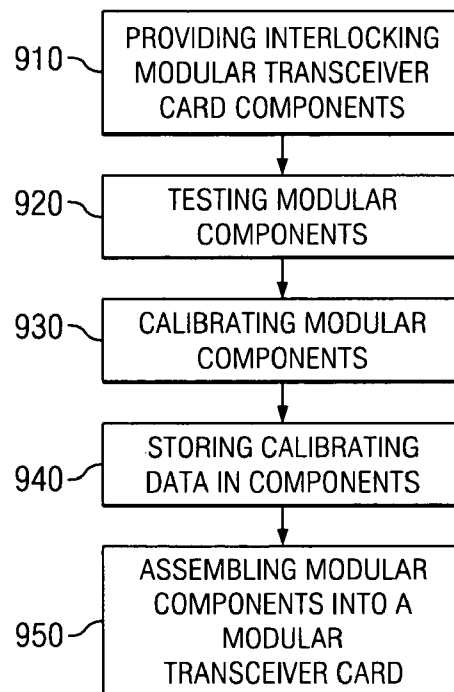 910
PROVIDING INTERLOCKING
MODULAR TRANSCEIVER
CARD COMPONENTS
920
TESTING MODULAR
COMPONENTS
930
CALIBRATING MODULAR
COMPONENTS
940
STORING CALIBRATING
DATA IN COMPONENTS
950
ASSEMBLING MODULAR
COMPONENTS INTO A
MODULAR
TRANSCEIVER CARD